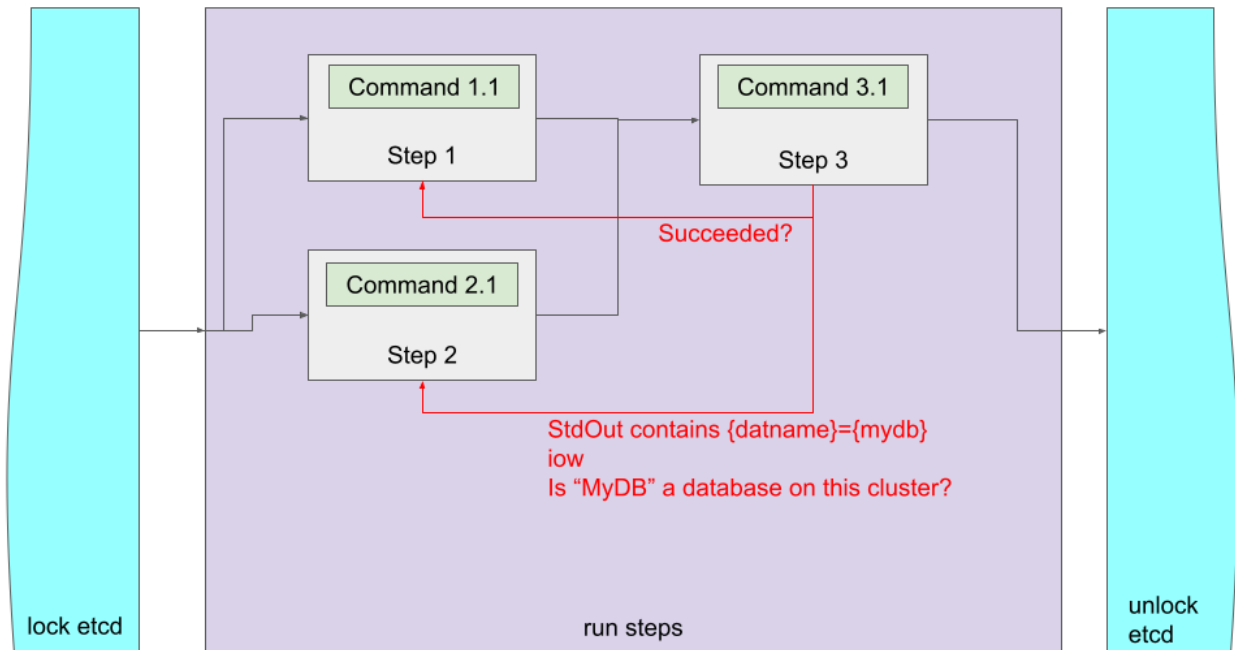 Command 1.1
Step 1
Command 3.1
Step 3
Succeeded?
Command 2.1
Step 2
StdOut contains {datname}={mydb}
iow
Is “MyDB” a database on this cluster?
lock etcd
run steps
unlock
etcd